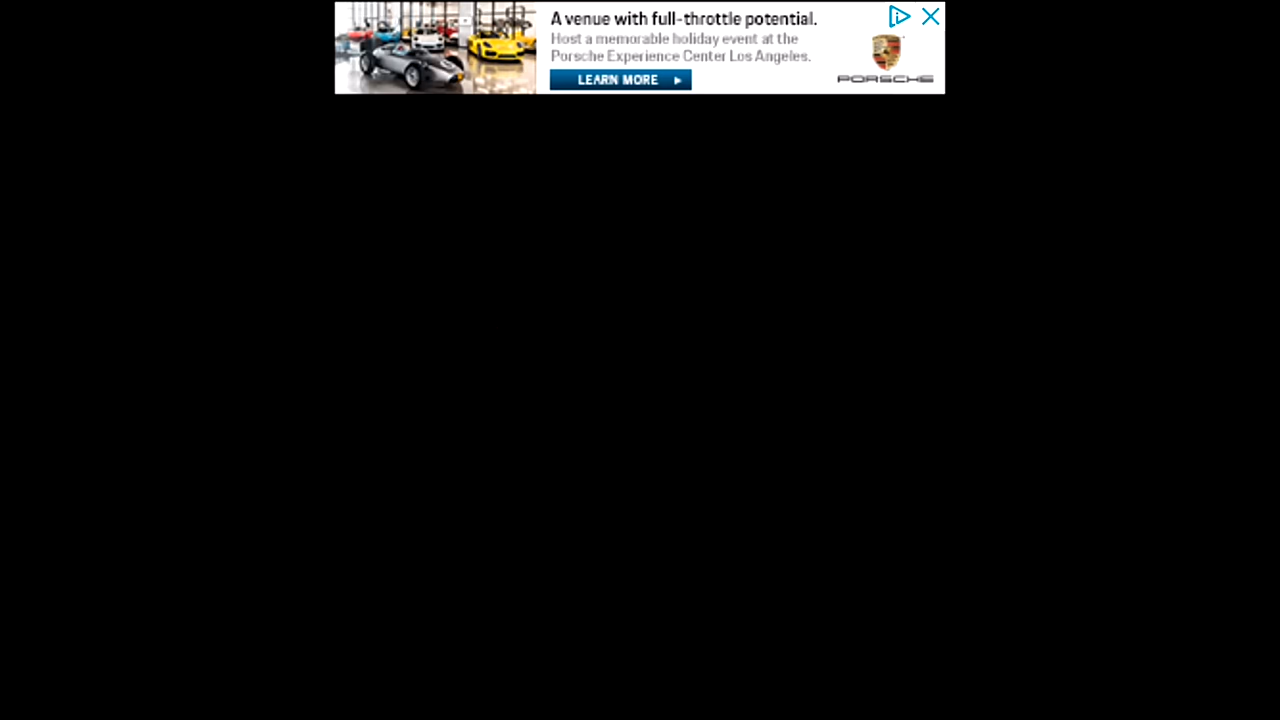 A venue with full-throttle potential.
Host a memorable holiday event at the
Porsche Experience Center Los Angeles.
LEARN MORE
PORSCHE